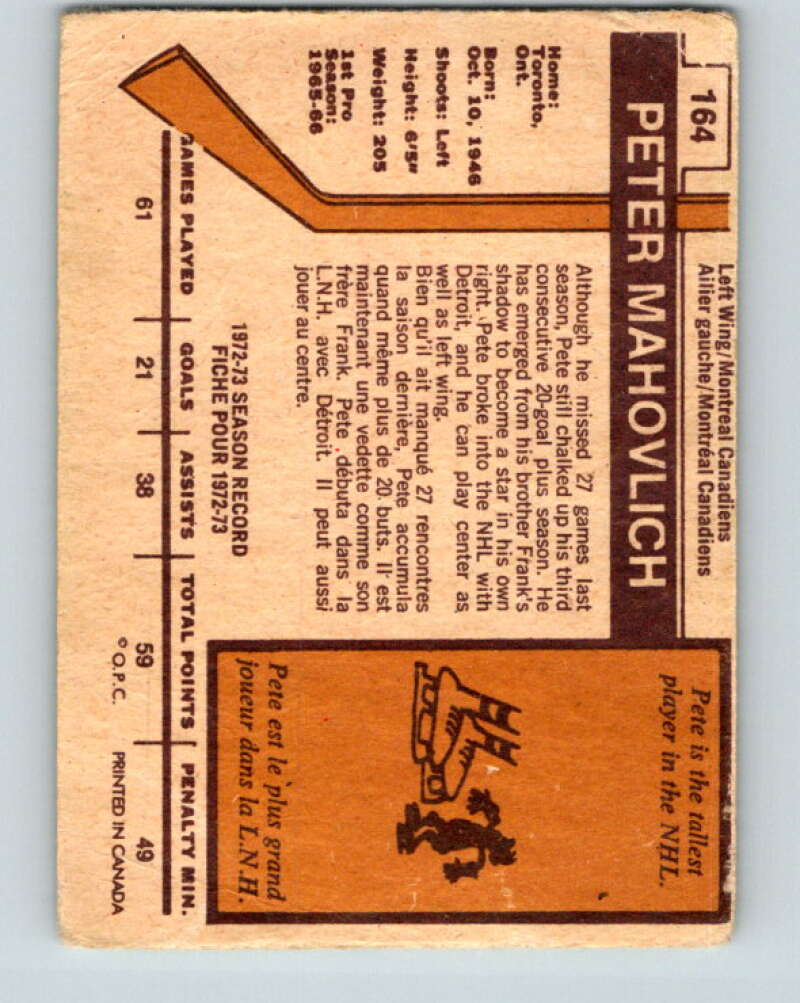 164
Left Wing/Montreal Canadiens
Ailier gauche/Montréal Canadiens
PETER MAHOVLICH
Home:
Toronto,
Ont.
Born:
Oct. 10, 1946
Shoots: Left
Height: 6'5"
Weight: 205
1st Pro
Season:
1965-66
Although he missed 27 games last
season, Pete still chalked up his third
consecutive 20-goal plus season. He
has emerged from his brother Frank's
shadow to become a star in his own
right. Pete broke into the NHL with
Detroit, and he can play center as
well as left wing.
Bien qu'il ait manqué 27 rencontres
la saison dernière, Pete accumula
quand même plus de 20 buts. Il est
maintenant une vedette comme son
frère Frank. Pete débuta dans la
L.N.H. avec Détroit. Il peut aussi
jouer au centre.
Pete is the tallest
player in the NHL.
Pete est le plus grand
joueur dans la L.N.H.
1972-73 SEASON RECORD
FICHE POUR 1972-73
GAMES PLAYED GOALS ASSISTS TOTAL POINTS PENALTY MIN.
61 21 38 59 49
© O.P.C. PRINTED IN CANADA